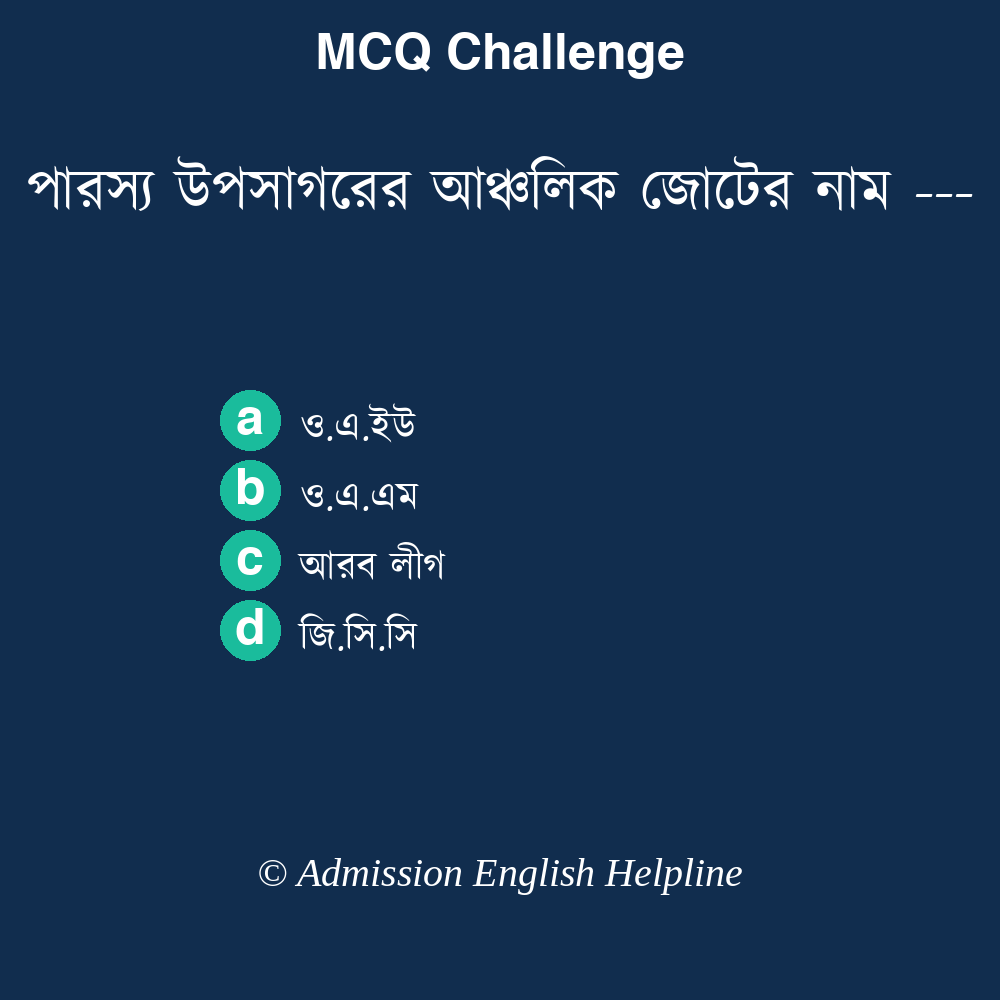 MCQ Challenge
পারস্য উপসাগরের আঞ্চলিক জোটের নাম ---
a ও.এ.ইউ
b ও.এ.এম
c আরব লীগ
d জি.সি.সি
© Admission English Helpline